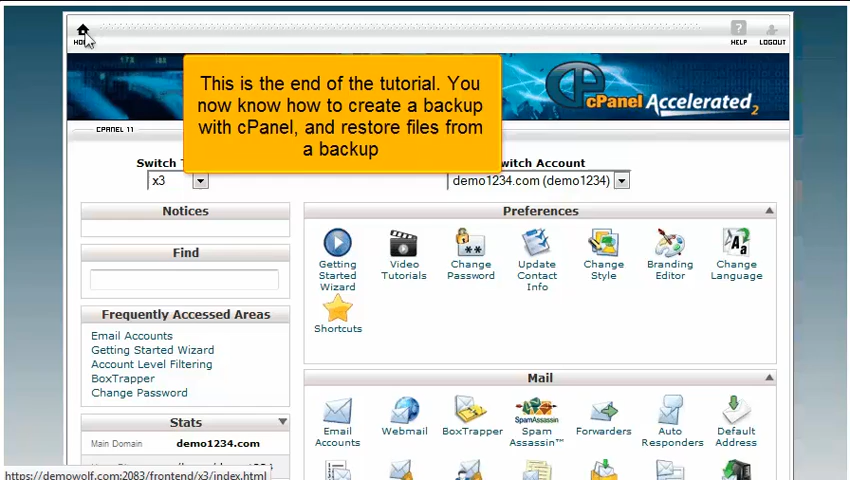 HO
HELP
LOGOUT
This is the end of the tutorial. You
now know how to create a backup
with cPanel, and restore files from
a backup
cPanel Accelerated2
CPANEL 11
Switch T
witch Account
x3
demo1234.com (demo1234)
Notices
Find
Frequently Accessed Areas
Email Accounts
Getting Started Wizard
Account Level Filtering
BoxTrapper
Change Password
Stats
Main Domain
demo1234.com
Preferences
Getting
Started
Wizard
Video
Tutorials
Change
Password
Update
Contact
Info
Change
Style
Branding
Editor
Change
Language
Shortcuts
Mail
Email
Accounts
Webmail
BoxTrapper
SpamAssassin
Spam
Assassin™
Forwarders
Auto
Responders
Default
Address
https://demowolf.com:2083/frontend/x3/index.html